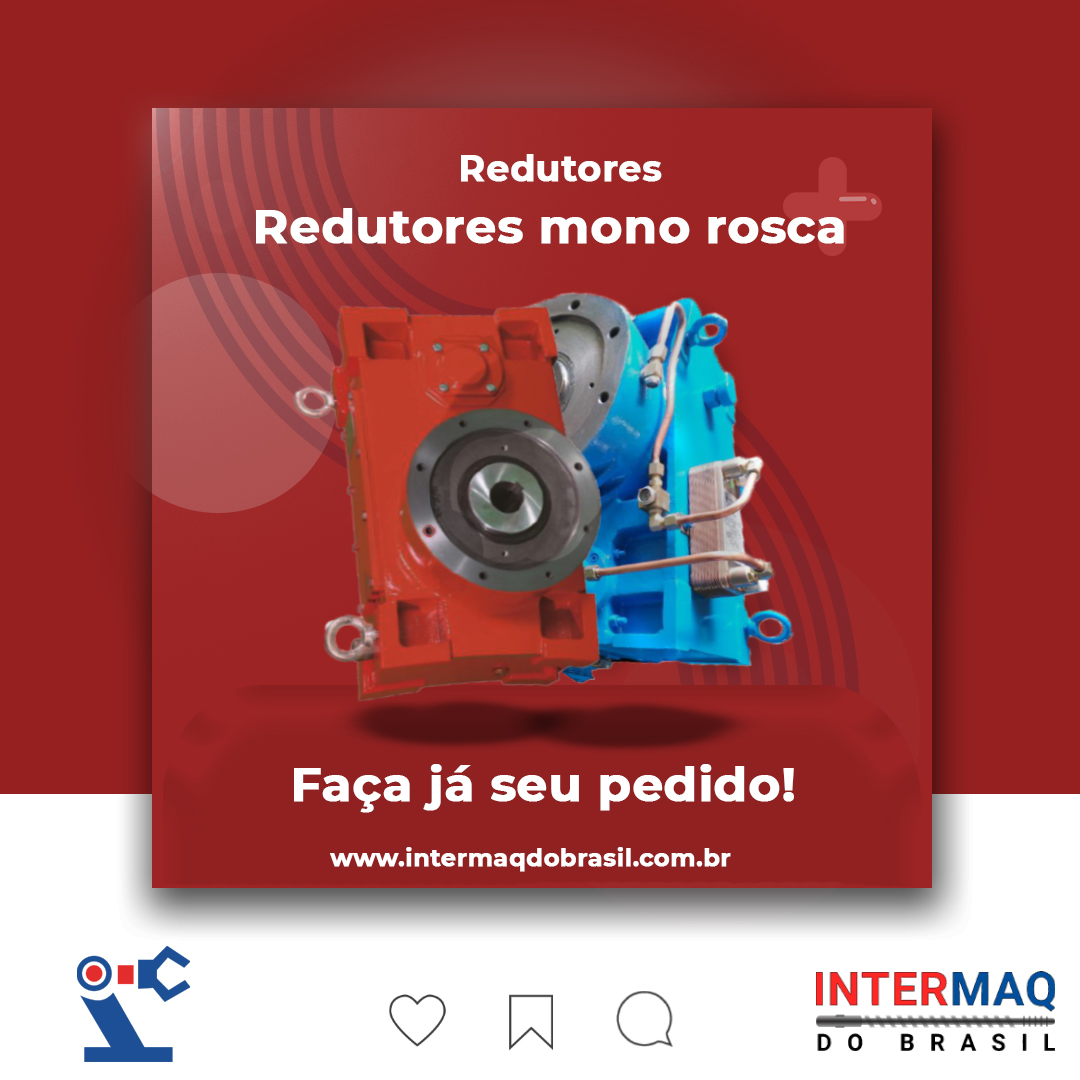 Redutores
Redutores mono rosca
Faça já seu pedido!
www.intermaqdobrasil.com.br
INTERMAQ
DO BRASIL